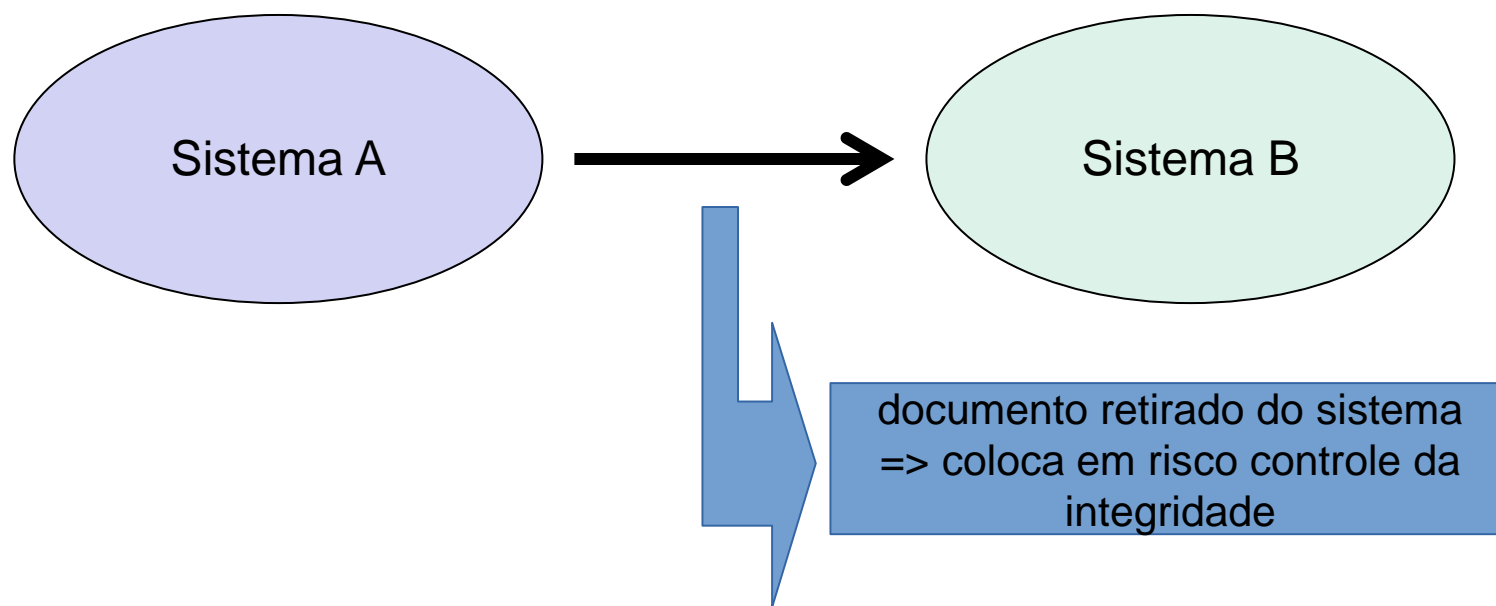 Sistema A
Sistema B
documento retirado do sistema
=> coloca em risco controle da
integridade